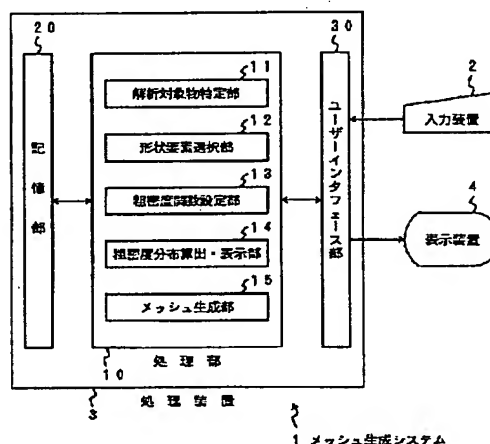 ２０
３０
１１
解析対象物特定部
１２
形状要素選択部
１３
粗密度関数設定部
１４
粗密度分布算出・表示部
１５
メッシュ生成部
記憶部
ユーザーインタフェース部
２
入力装置
４
表示装置
１０
処理部
３
処理装置
１ メッシュ生成システム